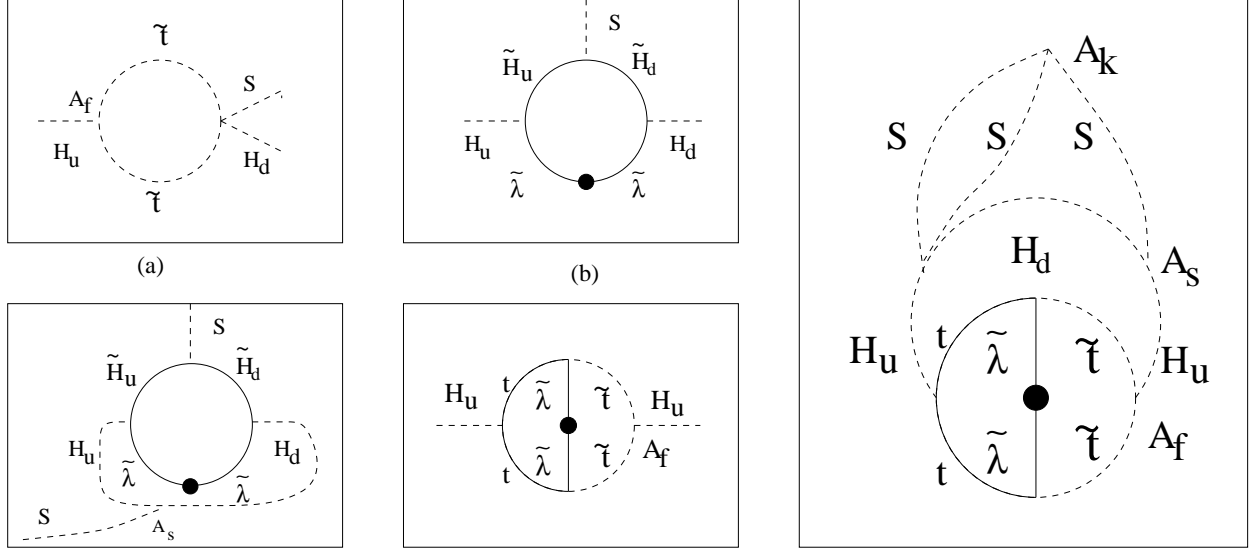 t̃
S
A_f
H_u
H_d
t̃
(a)
S
H̃_u
H̃_d
H_u
H_d
λ̃
λ̃
(b)
S
H̃_u
H̃_d
H_u
H_d
λ̃
λ̃
S
A_s
H_u
t
λ̃
t̃
H_u
t
λ̃
t̃
A_f
A_k
S
S
S
H_d
A_s
t
λ̃
t̃
H_u
H_u
t
λ̃
t̃
A_f